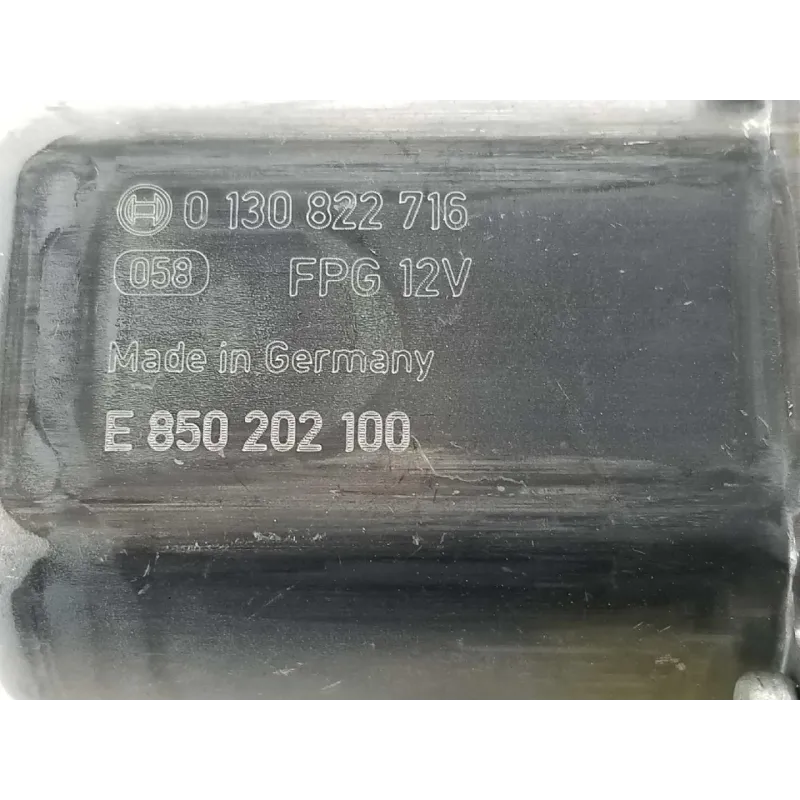 0 130 822 716
058 FPG 12V
Made in Germany
E 850 202 100